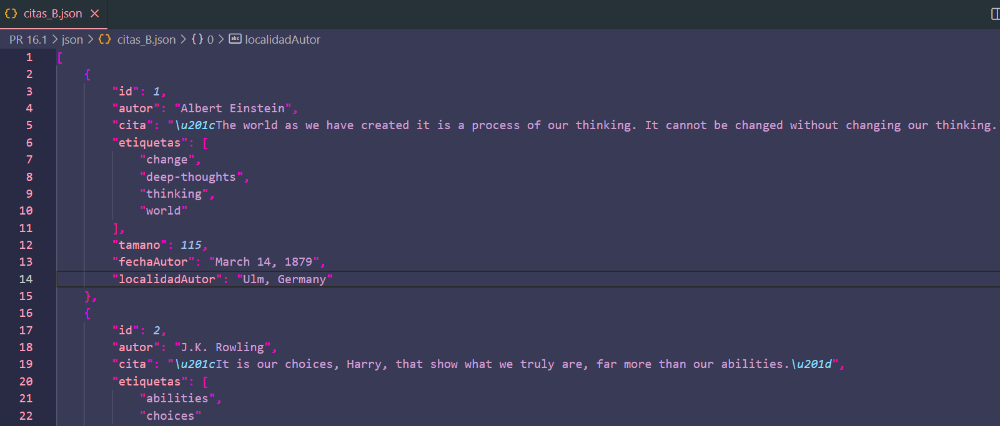 {} citas_B.json ×
PR 16.1 > json > {} citas_B.json > {} 0 > abc localidadAutor
1 [
2 {
3 "id": 1,
4 "autor": "Albert Einstein",
5 "cita": "\u201cThe world as we have created it is a process of our thinking. It cannot be changed without changing our thinking.
6 "etiquetas": [
7 "change",
8 "deep-thoughts",
9 "thinking",
10 "world"
11 ],
12 "tamano": 115,
13 "fechaAutor": "March 14, 1879",
14 "localidadAutor": "Ulm, Germany"
15 },
16 {
17 "id": 2,
18 "autor": "J.K. Rowling",
19 "cita": "\u201cIt is our choices, Harry, that show what we truly are, far more than our abilities.\u201d",
20 "etiquetas": [
21 "abilities",
22 "choices"